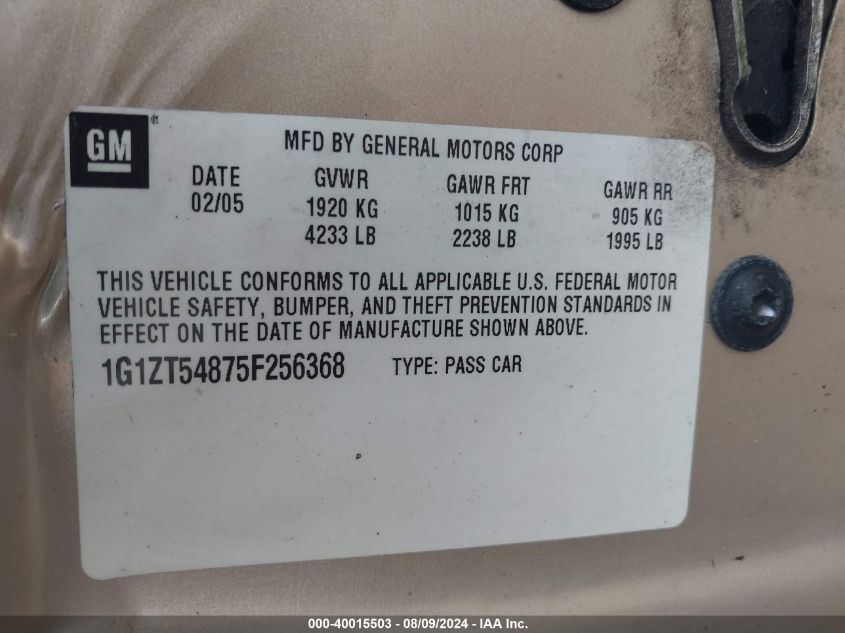 GM ®
MFD BY GENERAL MOTORS CORP
DATE GVWR GAWR FRT GAWR RR
02/05 1920 KG 1015 KG 905 KG
4233 LB 2238 LB 1995 LB
THIS VEHICLE CONFORMS TO ALL APPLICABLE U.S. FEDERAL MOTOR
VEHICLE SAFETY, BUMPER, AND THEFT PREVENTION STANDARDS IN
EFFECT ON THE DATE OF MANUFACTURE SHOWN ABOVE.
1G1ZT54875F256368 TYPE: PASS CAR
000-40015503 - 08/09/2024 - IAA Inc.